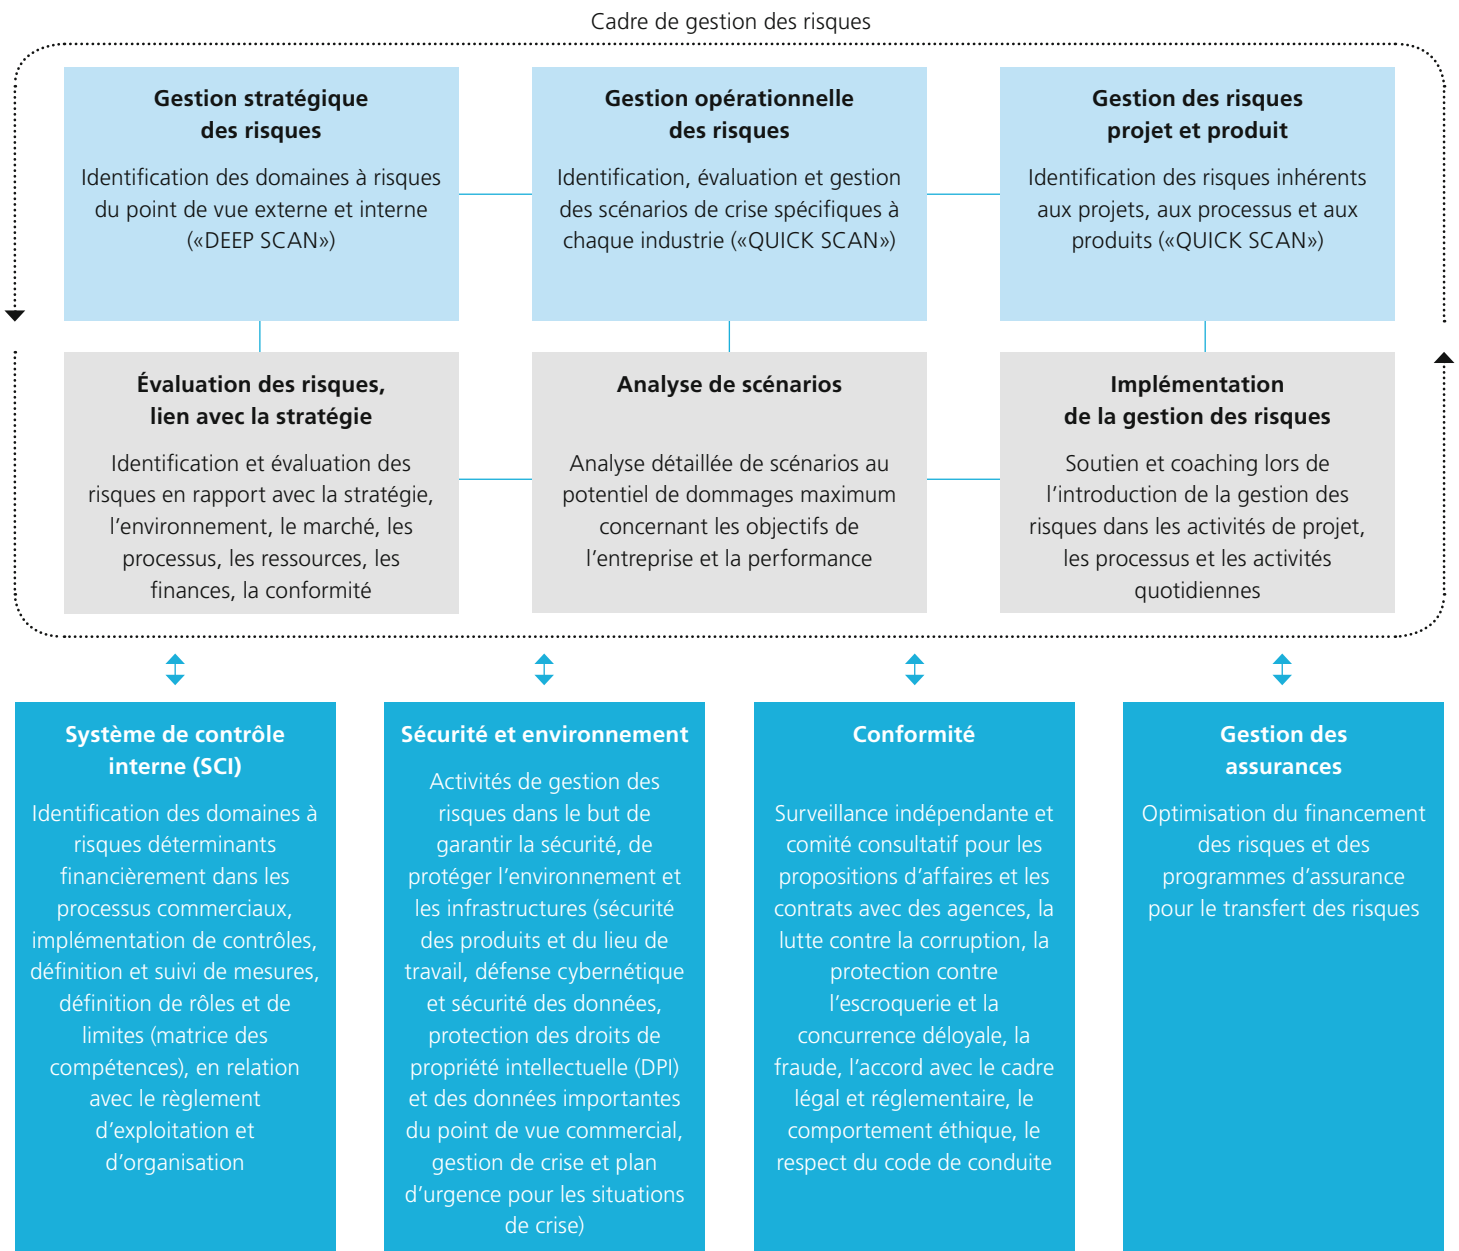 Cadre de gestion des risques
Gestion stratégique
des risques
Identification des domaines à risques
du point de vue externe et interne
(«DEEP SCAN»)
Gestion opérationnelle
des risques
Identification, évaluation et gestion
des scénarios de crise spécifiques à
chaque industrie («QUICK SCAN»)
Gestion des risques
projet et produit
Identification des risques inhérents
aux projets, aux processus et aux
produits («QUICK SCAN»)
Évaluation des risques,
lien avec la stratégie
Identification et évaluation des
risques en rapport avec la stratégie,
l’environnement, le marché, les
processus, les ressources, les
finances, la conformité
Analyse de scénarios
Analyse détaillée de scénarios au
potentiel de dommages maximum
concernant les objectifs de
l’entreprise et la performance
Implémentation
de la gestion des risques
Soutien et coaching lors de
l’introduction de la gestion des
risques dans les activités de projet,
les processus et les activités
quotidiennes
Système de contrôle
interne (SCI)
Identification des domaines à
risques déterminants
financièrement dans les
processus commerciaux,
implémentation de contrôles,
définition et suivi de mesures,
définition de rôles et de
limites (matrice des
compétences), en relation
avec le règlement
d’exploitation et
d’organisation
Sécurité et environnement
Activités de gestion des
risques dans le but de
garantir la sécurité, de
protéger l’environnement et
les infrastructures (sécurité
des produits et du lieu de
travail, défense cybernétique
et sécurité des données,
protection des droits de
propriété intellectuelle (DPI)
et des données importantes
du point de vue commercial,
gestion de crise et plan
d’urgence pour les situations
de crise)
Conformité
Surveillance indépendante et
comité consultatif pour les
propositions d’affaires et les
contrats avec des agences, la
lutte contre la corruption, la
protection contre
l’escroquerie et la
concurrence déloyale, la
fraude, l’accord avec le cadre
légal et réglementaire, le
comportement éthique, le
respect du code de conduite
Gestion des
assurances
Optimisation du financement
des risques et des
programmes d’assurance
pour le transfert des risques